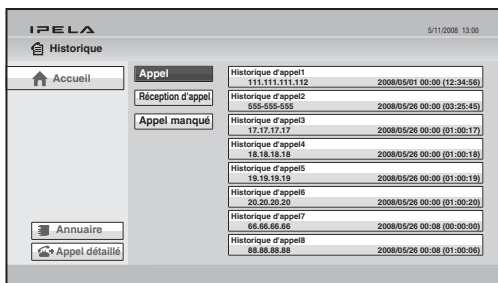 IPELA
5/11/2008 13:00
Historique
Accueil
Annuaire
Appel détaillé
Appel
Réception d'appel
Appel manqué
Historique d'appel1
111.111.111.112 2008/05/01 00:00 (12:34:56)
Historique d'appel2
555-555-555 2008/05/26 00:00 (03:25:45)
Historique d'appel3
17.17.17.17 2008/05/26 00:00 (01:00:17)
Historique d'appel4
18.18.18.18 2008/05/26 00:00 (01:00:18)
Historique d'appel5
19.19.19.19 2008/05/26 00:00 (01:00:19)
Historique d'appel6
20.20.20.20 2008/05/26 00:00 (01:00:20)
Historique d'appel7
66.66.66.66 2008/05/26 00:08 (00:00:00)
Historique d'appel8
88.88.88.88 2008/05/26 00:08 (01:00:06)